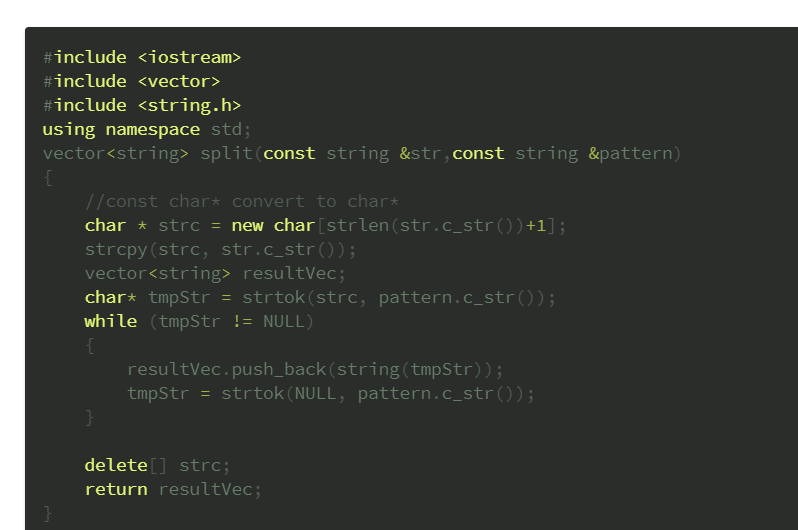 #include <iostream>
#include <vector>
#include <string.h>
using namespace std;
vector<string> split(const string &str,const string &pattern)
{
    //const char* convert to char*
    char * strc = new char[strlen(str.c_str())+1];
    strcpy(strc, str.c_str());
    vector<string> resultVec;
    char* tmpStr = strtok(strc, pattern.c_str());
    while (tmpStr != NULL)
    {
        resultVec.push_back(string(tmpStr));
        tmpStr = strtok(NULL, pattern.c_str());
    }

    delete[] strc;
    return resultVec;
}